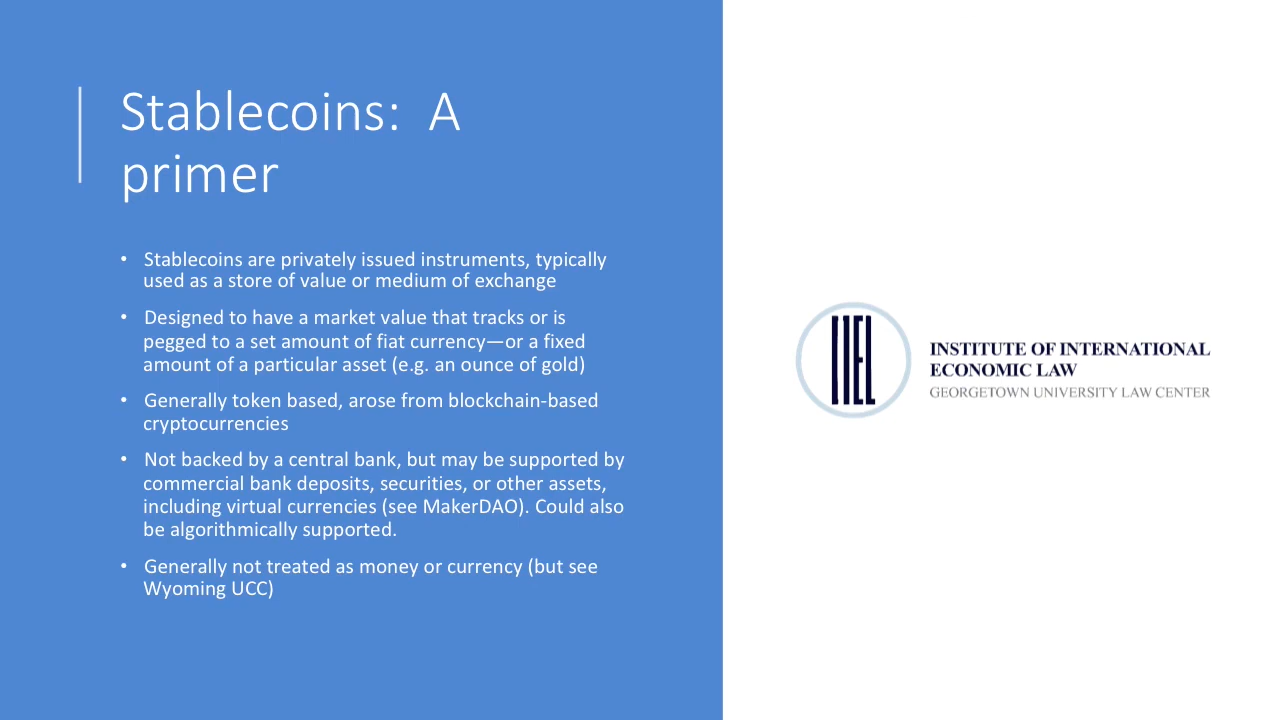 Stablecoins:  A
primer
• Stablecoins are privately issued instruments, typically
used as a store of value or medium of exchange
• Designed to have a market value that tracks or is
pegged to a set amount of fiat currency—or a fixed
amount of a particular asset (e.g. an ounce of gold)
• Generally token based, arose from blockchain-based
cryptocurrencies
• Not backed by a central bank, but may be supported by
commercial bank deposits, securities, or other assets,
including virtual currencies (see MakerDAO). Could also
be algorithmically supported.
• Generally not treated as money or currency (but see
Wyoming UCC)
IIEL
INSTITUTE OF INTERNATIONAL
ECONOMIC LAW
GEORGETOWN UNIVERSITY LAW CENTER